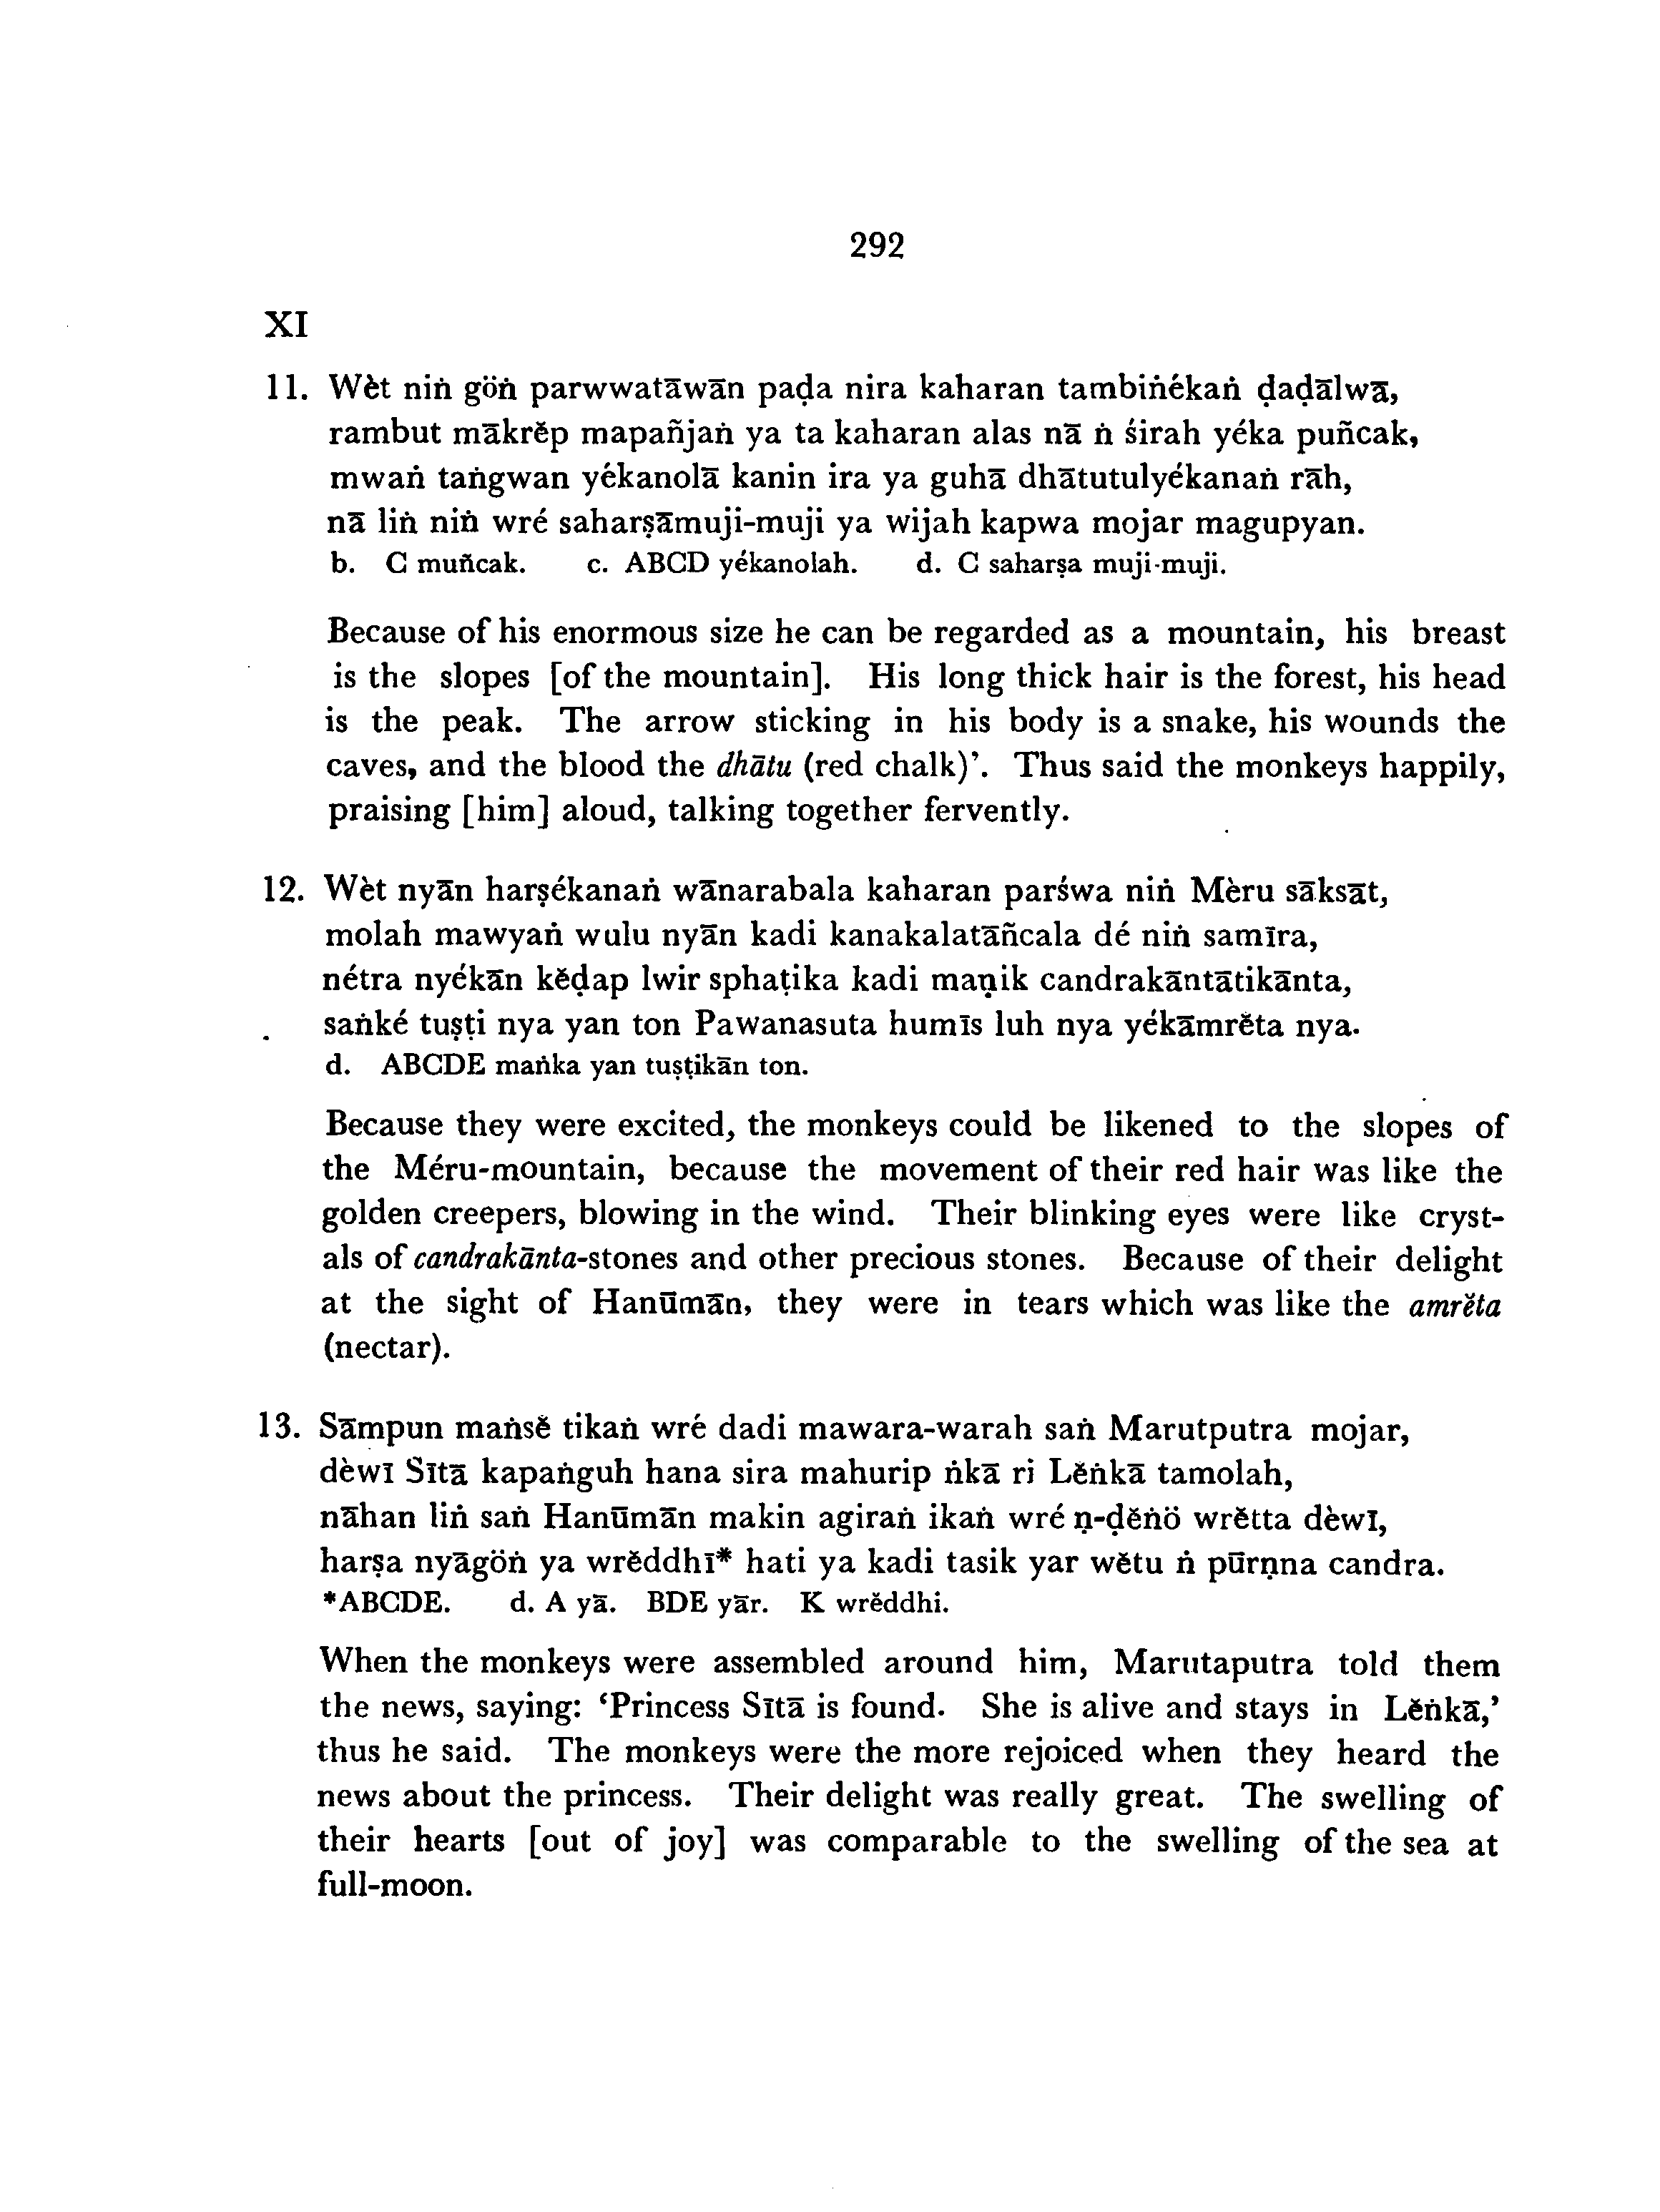 292
XI
11. Wèt niṅ göṅ parwwatāwān paḍa nira kaharan tambiṅékaṅ ḍaḍālwā,
rambut mākrĕp mapañjaṅ ya ta kaharan alas nā ṅ śirah yéka puñcak,
mwaṅ taṅgwan yékanolā kanin ira ya guhā dhātutulyékanaṅ rāh,
nā liṅ niṅ wré saharṣāmuji-muji ya wijah kapwa mojar magupyan.
b. C muñcak. c. ABCD yékanolah. d. C saharṣa muji-muji.
Because of his enormous size he can be regarded as a mountain, his breast
is the slopes [of the mountain]. His long thick hair is the forest, his head
is the peak. The arrow sticking in his body is a snake, his wounds the
caves, and the blood the dhātu (red chalk)’. Thus said the monkeys happily,
praising [him] aloud, talking together fervently.
12. Wèt nyān harṣékanaṅ wānarabala kaharan parśwa niṅ Mèru sāksāt,
molah mawyaṅ wulu nyān kadi kanakalatāñcala dé niṅ samīra,
nétra nyékān kĕḍap lwir sphaṭika kadi maṇik candrakāntātikānta,
saṅké tuṣṭi nya yan ton Pawanasuta humīs luh nya yékāmrĕta nya.
d. ABCDE maṅka yan tuṣṭikān ton.
Because they were excited, the monkeys could be likened to the slopes of
the Méru-mountain, because the movement of their red hair was like the
golden creepers, blowing in the wind. Their blinking eyes were like cryst-
als of candrakānta-stones and other precious stones. Because of their delight
at the sight of Hanūmān, they were in tears which was like the amrĕta
(nectar).
13. Sāmpun maṅsĕ tikaṅ wré dadi mawara-warah saṅ Marutputra mojar,
dèwī Sītā kapaṅguh hana sira mahurip ṅkā ri Lĕṅkā tamolah,
nāhan liṅ saṅ Hanūmān makin agiraṅ ikaṅ wré ṇ-ḍĕṅö wrĕtta dèwī,
harṣa nyāgöṅ ya wrĕddhī* hati ya kadi tasik yar wĕtu ṅ pūrṇna candra.
*ABCDE. d. A yā. BDE yār. K wrĕddhi.
When the monkeys were assembled around him, Marutaputra told them
the news, saying: ‘Princess Sītā is found. She is alive and stays in Lĕṅkā,’
thus he said. The monkeys were the more rejoiced when they heard the
news about the princess. Their delight was really great. The swelling of
their hearts [out of joy] was comparable to the swelling of the sea at
full-moon.